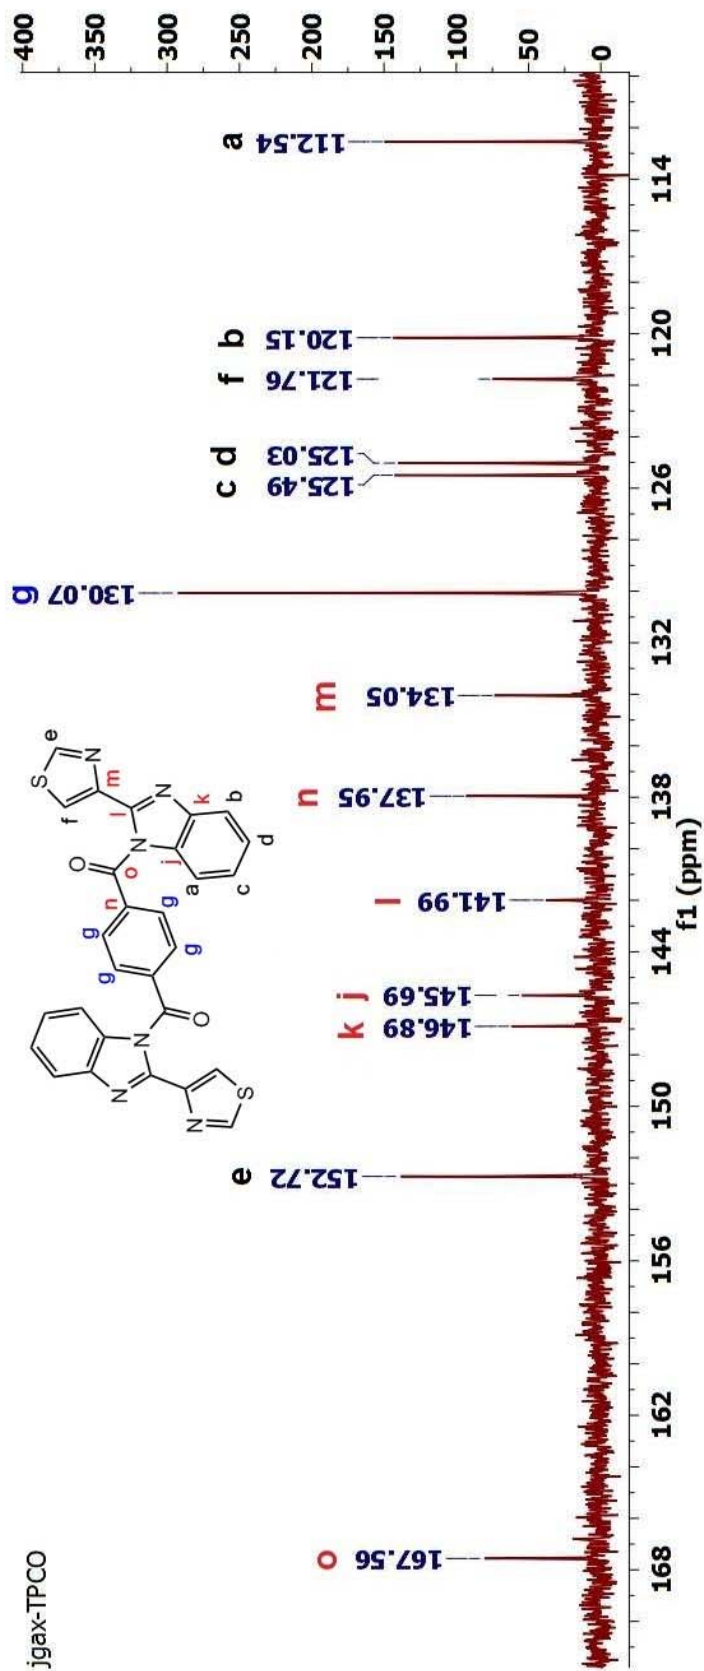 jgax-TPCO
o
e
k
j
l
n
m
g
c
d
f
b
a
167.56
152.72
146.89
145.69
141.99
137.95
134.05
130.07
125.49
125.03
121.76
120.15
112.54
N
S
N
N
O
g
g
g
g
n
o
O
N
j
a
c
d
b
k
N
l
m
N
e
S
f
400
350
300
250
200
150
100
50
0
168
162
156
150
144
138
132
126
120
114
f1 (ppm)